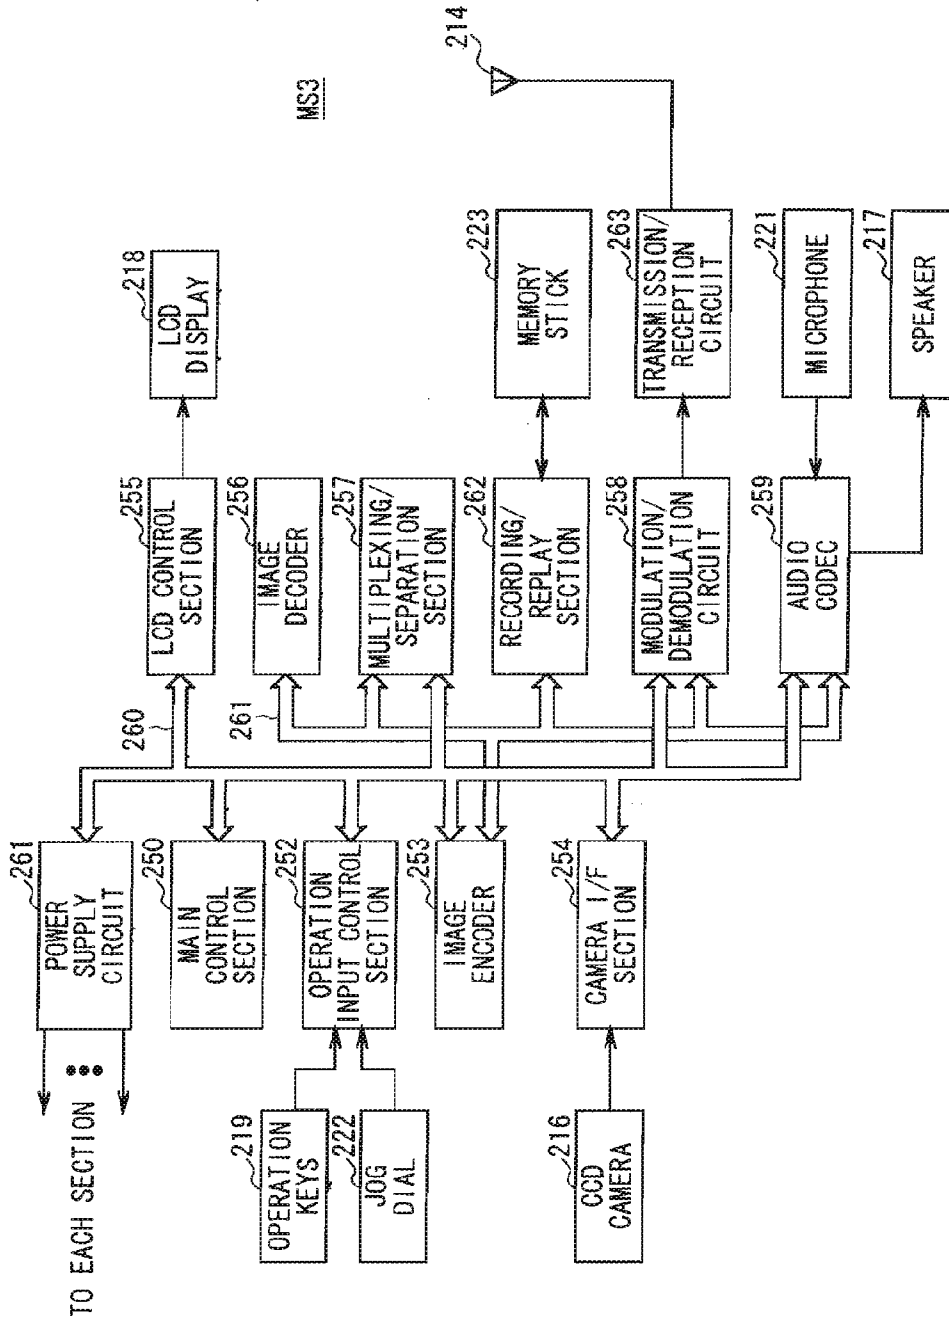 MS3
TO EACH SECTION
261
POWER
SUPPLY
CIRCUIT
250
MAIN
CONTROL
SECTION
219
OPERATION
KEYS
222
JOG
DIAL
252
OPERATION
INPUT CONTROL
SECTION
253
IMAGE
ENCODER
216
CCD
CAMERA
254
CAMERA I/F
SECTION
260
261
255
LCD CONTROL
SECTION
218
LCD
DISPLAY
256
IMAGE
DECODER
257
MULTIPLEXING/
SEPARATION
SECTION
262
RECORDING/
REPLAY
SECTION
223
MEMORY
STICK
258
MODULATION/
DEMODULATION
CIRCUIT
263
TRANSMISSION/
RECEPTION
CIRCUIT
214
259
AUDIO
CODEC
221
MICROPHONE
217
SPEAKER